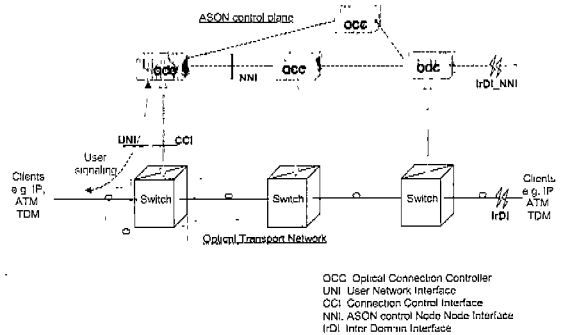 ASON control plane
OCC
OCC
OCC
OCC
NNI
IrDI_NNI
UNI
CCI
User
signaling
Clients
e.g. IP,
ATM
TDM
Switch
Switch
Switch
Clients
e.g. IP
ATM
TDM
IrDI
Optical Transport Network
OCC Optical Connection Controller
UNI User Network Interface
CCI Connection Control Interface
NNI. ASON control Node Node Interface
IrDI Inter Domain Interface